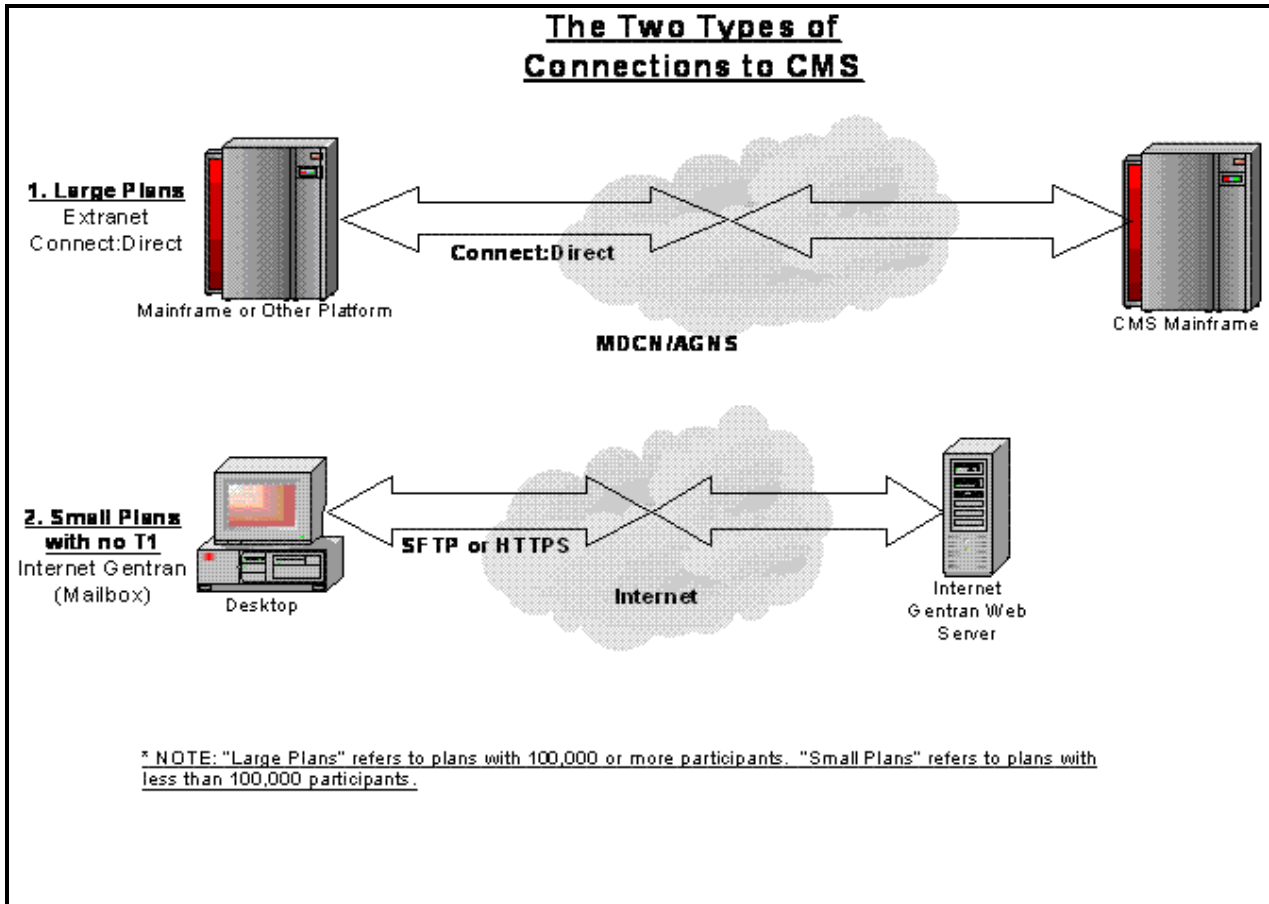 The Two Types of
Connections to CMS
1. Large Plans
Extranet
Connect:Direct
Mainframe or Other Platform
Connect:Direct
MDCN/AGNS
CMS Mainframe
2. Small Plans
with no T1
Internet Gentran
(Mailbox)
Desktop
SFTP or HTTPS
Internet
Internet
Gentran Web
Server
* NOTE: "Large Plans" refers to plans with 100,000 or more participants. "Small Plans" refers to plans with
less than 100,000 participants.